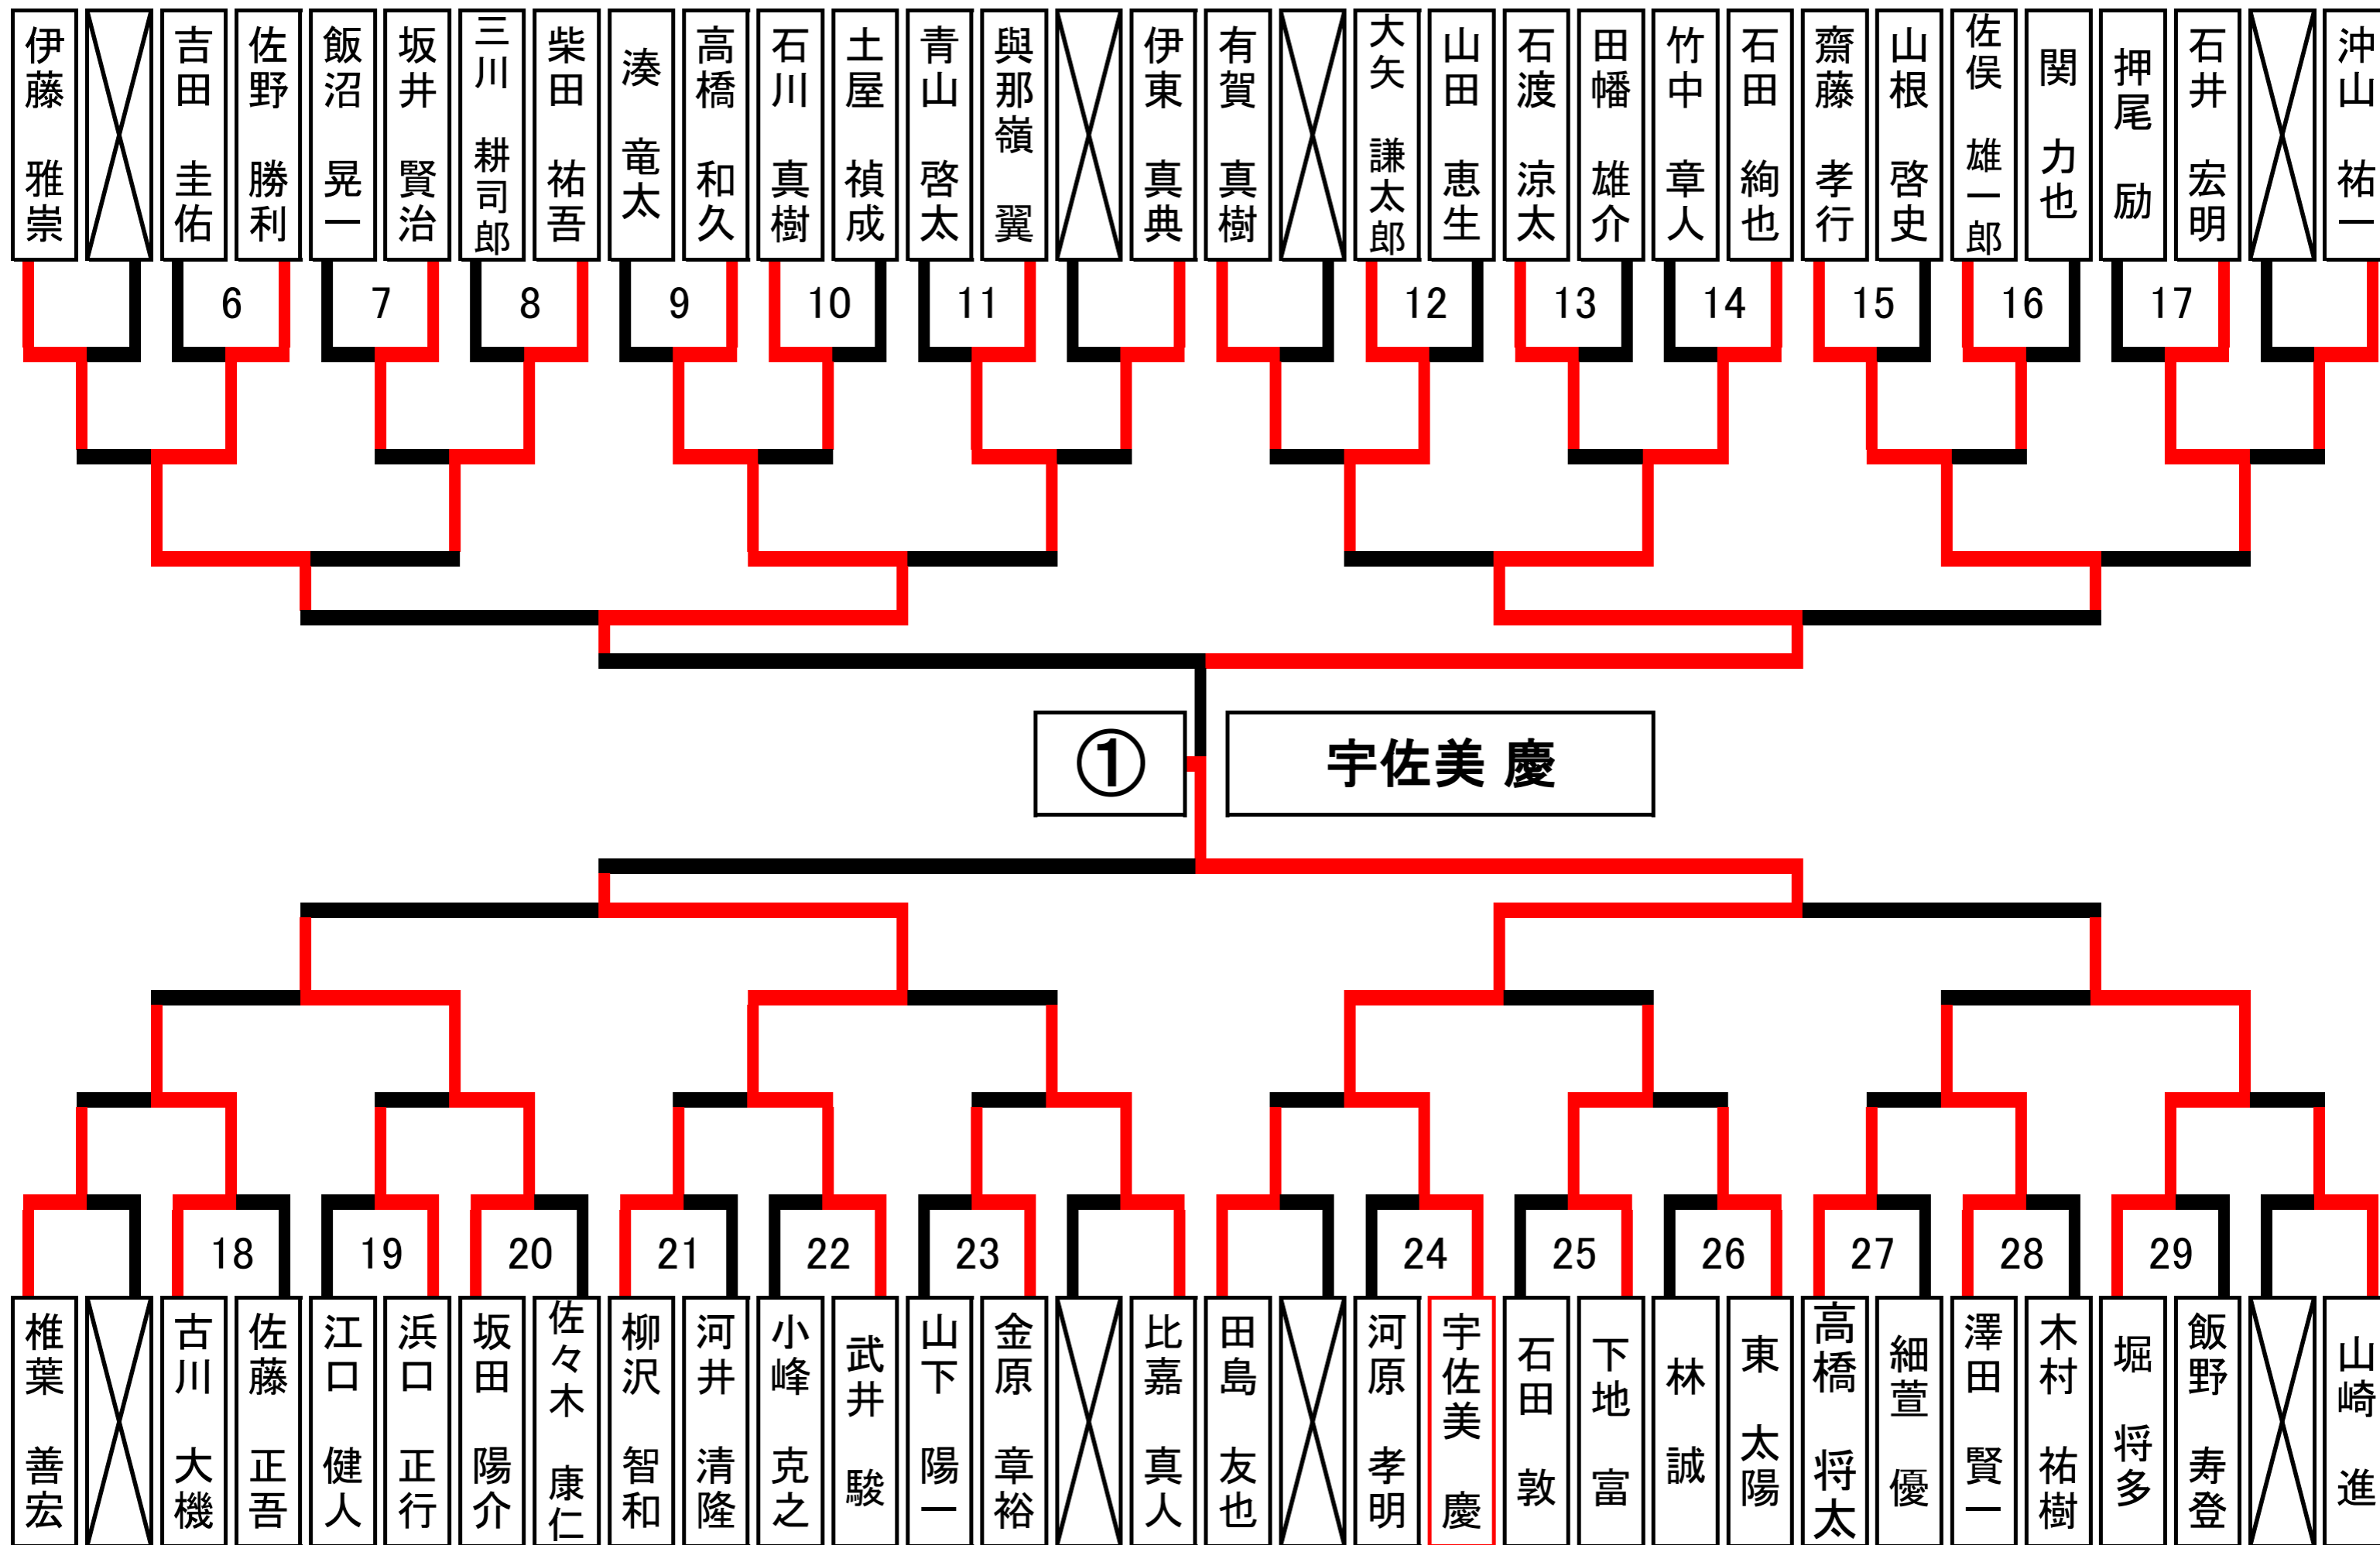 伊藤 雅崇
吉田 圭佑
佐野 勝利
飯沼 晃一
坂井 賢治
三川 耕司郎
柴田 祐吾
湊 竜太
高橋 和久
石川 真樹
土屋 禎成
青山 啓太
與那嶺 翼
伊東 真典
有賀 真樹
大矢 謙太郎
山田 恵生
石渡 涼太
田幡 雄介
竹中 章人
石田 絢也
齋藤 孝行
山根 啓史
佐俣 雄一郎
関 力也
押尾 励
石井 宏明
沖山 祐一
6 7 8 9 10 11 12 13 14 15 16 17
① 宇佐美 慶
18 19 20 21 22 23 24 25 26 27 28 29
椎葉 善宏
古川 大機
佐藤 正吾
江口 健人
浜口 正行
坂田 陽介
佐々木 康仁
柳沢 智和
河井 清隆
小峰 克之
武井 駿
山下 陽一
金原 章裕
比嘉 真人
田島 友也
河原 孝明
宇佐美 慶
石田 敦
下地 富
林 誠
東 太陽
高橋 将太
細萱 優
澤田 賢一
木村 祐樹
堀 将多
飯野 寿登
山崎 進